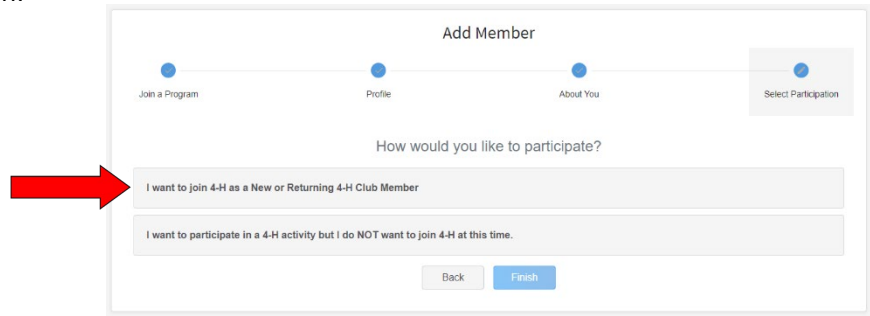 Add Member
Join a Program
Profile
About You
Select Participation
How would you like to participate?
I want to join 4-H as a New or Returning 4-H Club Member
I want to participate in a 4-H activity but I do NOT want to join 4-H at this time.
Back
Finish